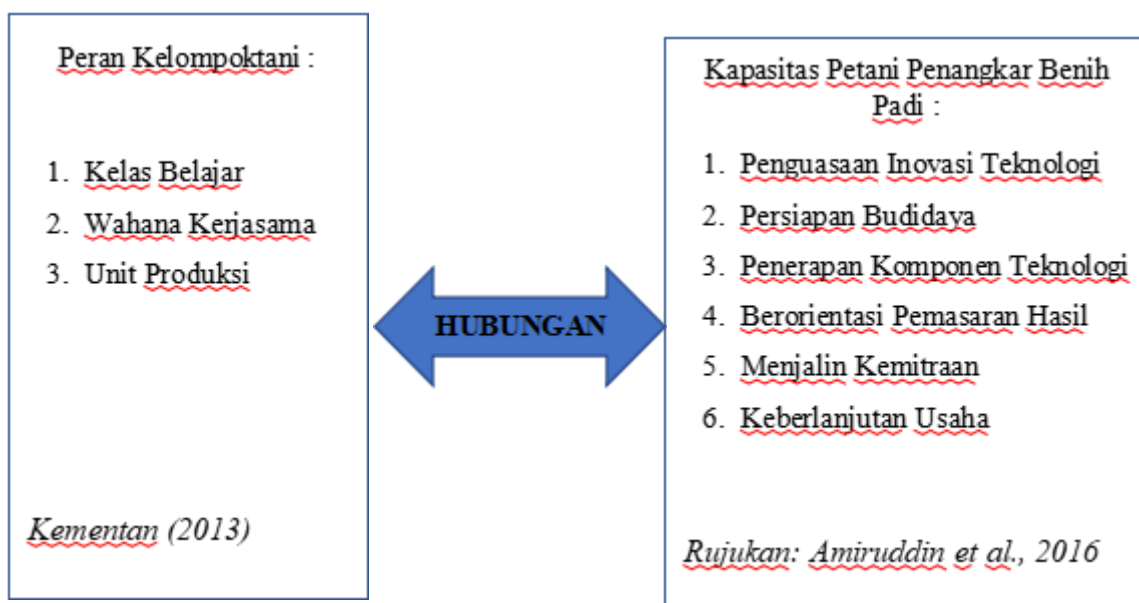 Peran Kelompoktani :
1. Kelas Belajar
2. Wahana Kerjasama
3. Unit Produksi
Kementan (2013)
HUBUNGAN
Kapasitas Petani Penangkar Benih
Padi :
1. Penguasaan Inovasi Teknologi
2. Persiapan Budidaya
3. Penerapan Komponen Teknologi
4. Berorientasi Pemasaran Hasil
5. Menjalin Kemitraan
6. Keberlanjutan Usaha
Rujukan: Amiruddin et al., 2016